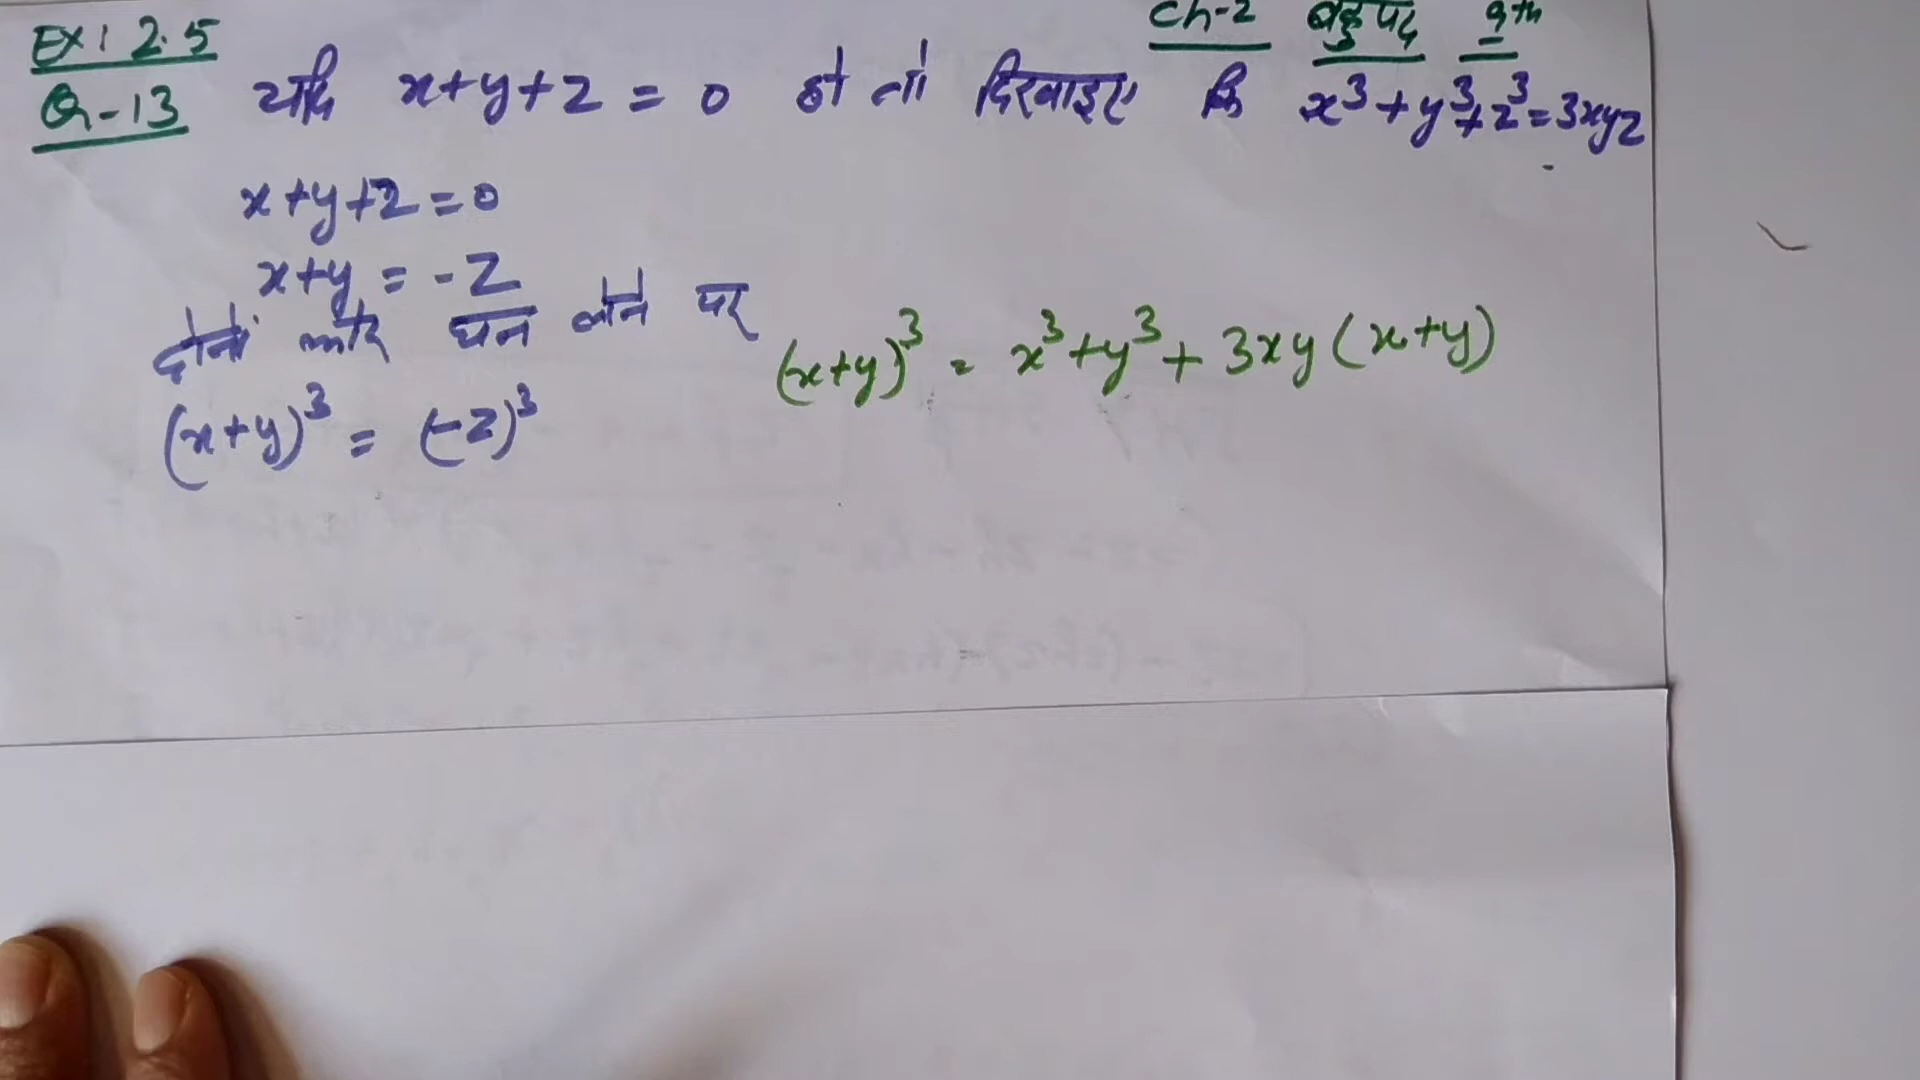 Ex: 2.5 Ch-2 बहुपद 9th
Q-13 यदि x+y+z = 0 हो तो दिखाइए कि x³+y³+z³=3xyz
x+y+z=0
x+y = -z
दोनों ओर घन लेने पर
(x+y)³ = x³+y³+3xy(x+y)
(x+y)³ = (-z)³